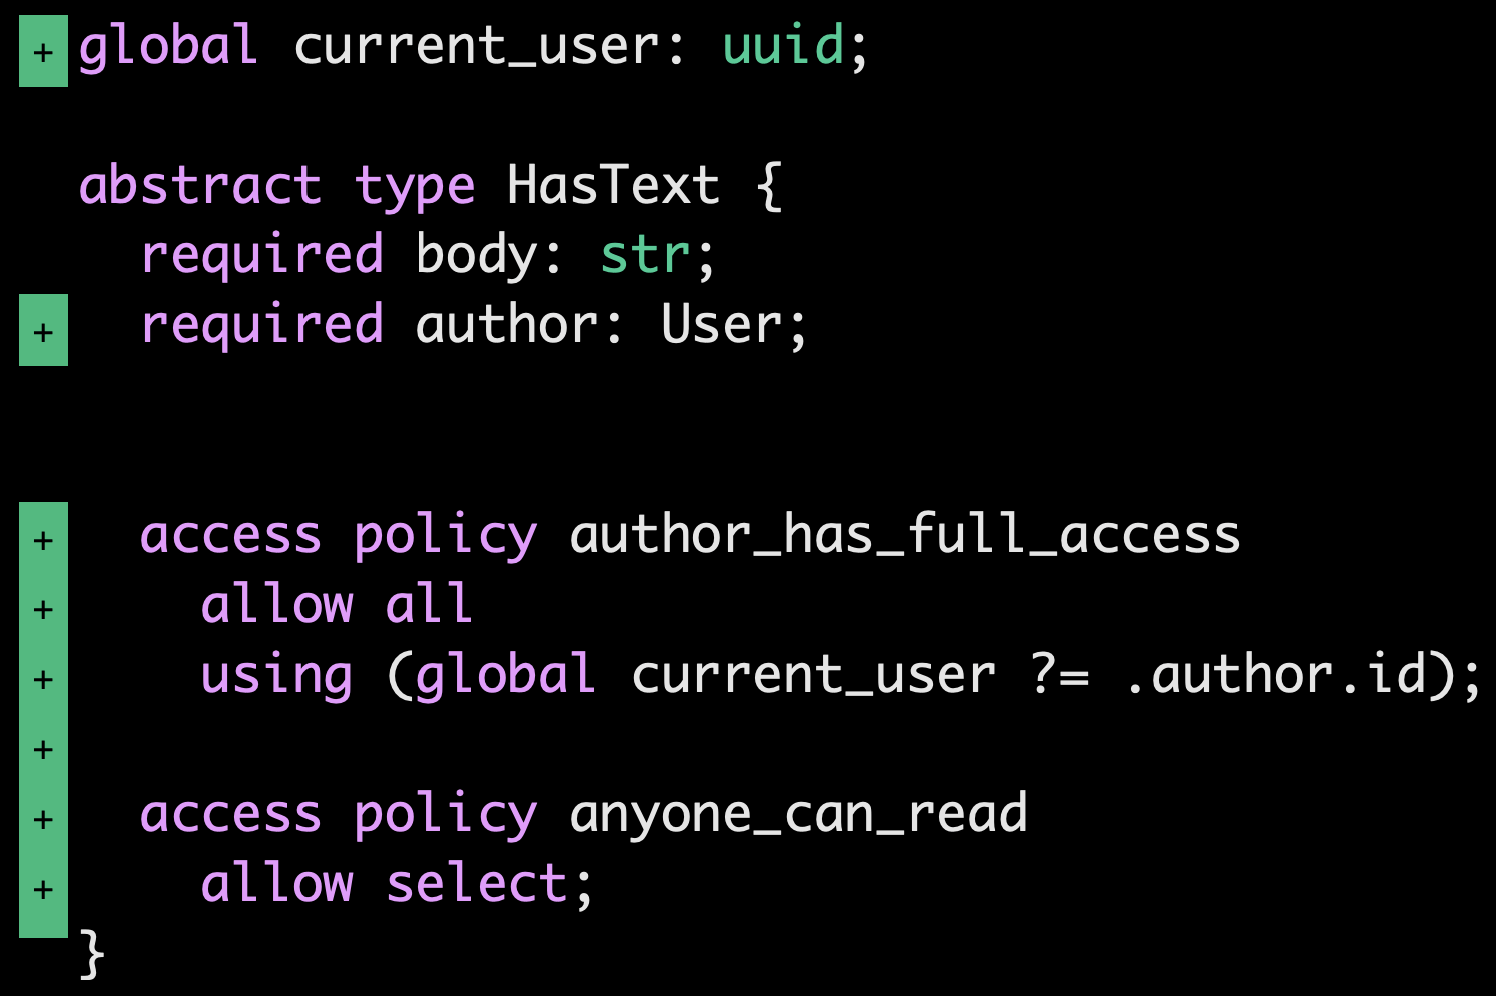 + global current_user: uuid;
abstract type HasText {
required body: str;
+ required author: User;
+ access policy author_has_full_access
+ allow all
+ using (global current_user ?= .author.id);
+
+ access policy anyone_can_read
+ allow select;
}